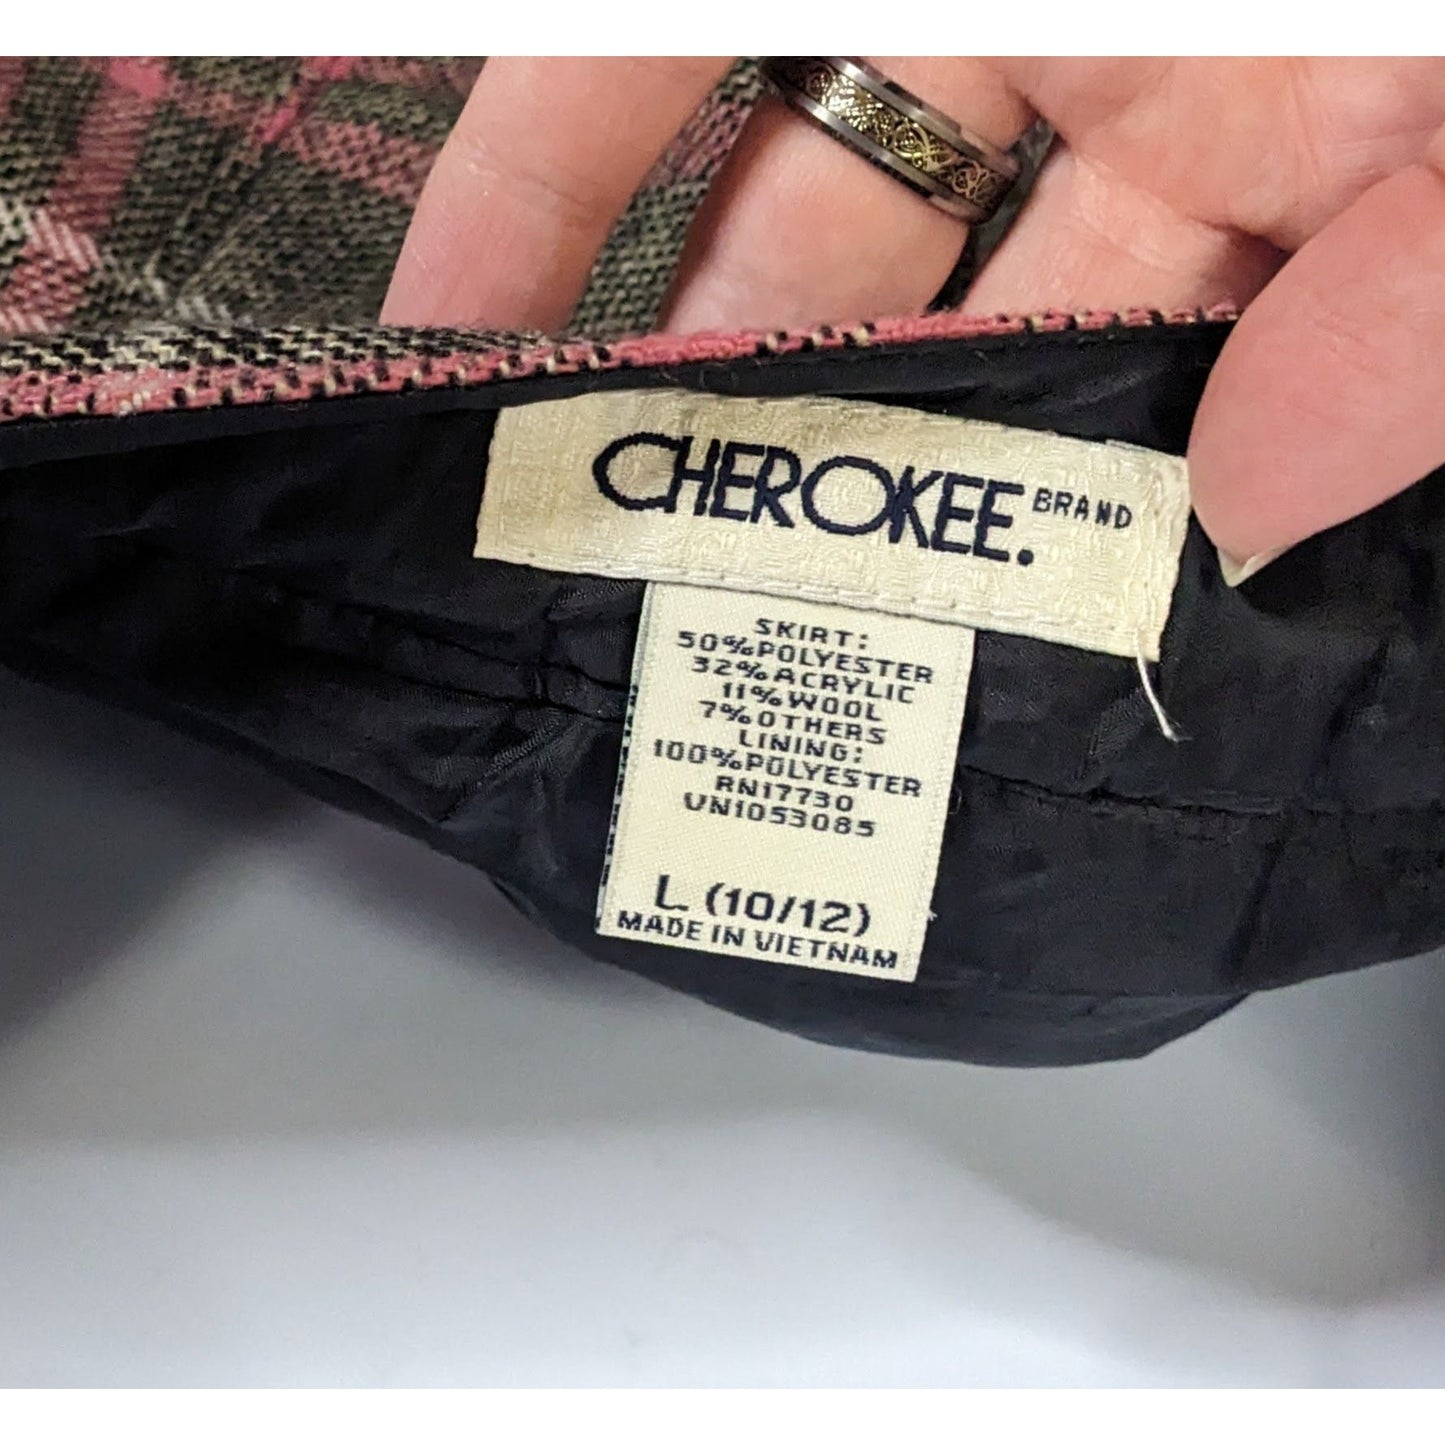 CHEROKEE. BRAND
SKIRT:
50%POLYESTER
32%ACRYLIC
11%WOOL
7%OTHERS
LINING:
100%POLYESTER
RN17730
VN1053085
L (10/12)
MADE IN VIETNAM